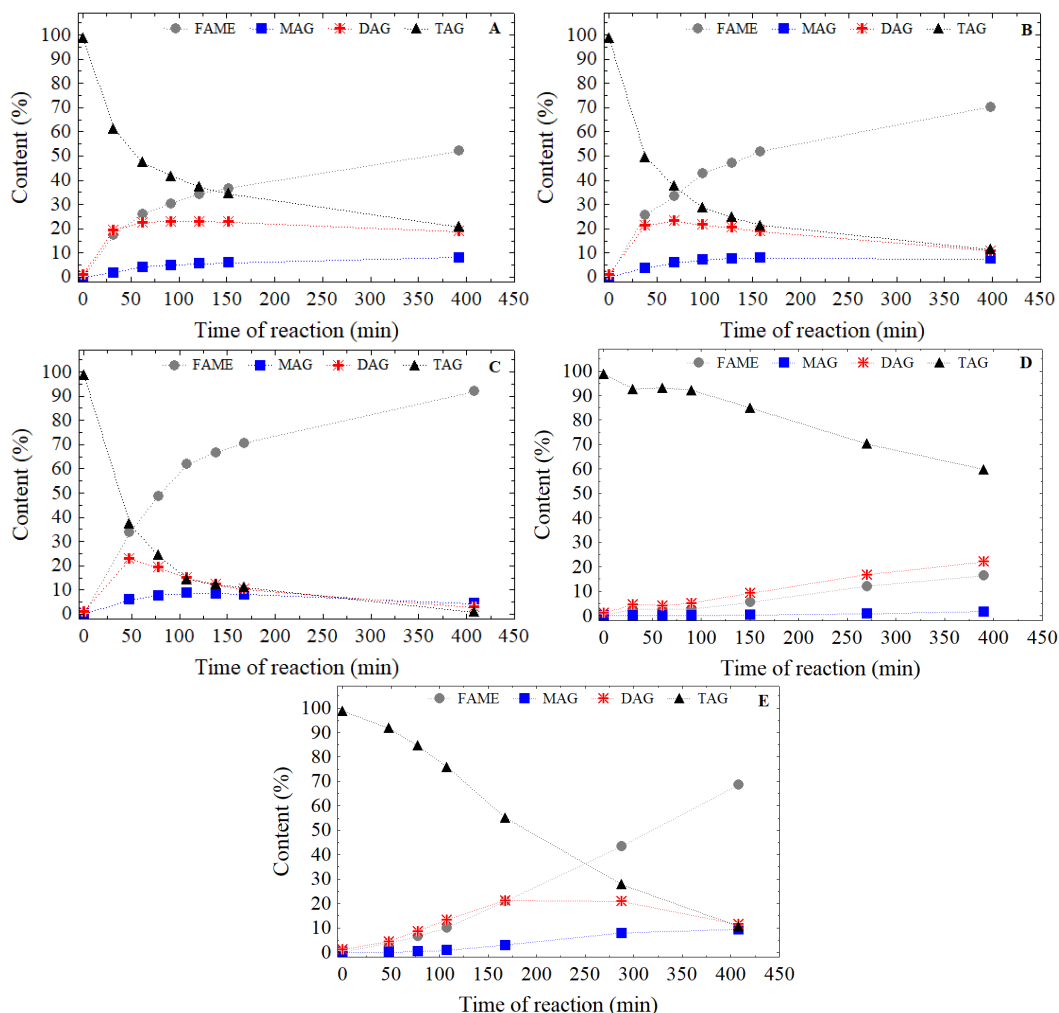 FAME MAG DAG TAG A
100
90
80
70
60
50
40
30
20
10
0
Content (%)
0 50 100 150 200 250 300 350 400 450
Time of reaction (min)
FAME MAG DAG TAG B
100
90
80
70
60
50
40
30
20
10
0
Content (%)
0 50 100 150 200 250 300 350 400 450
Time of reaction (min)
FAME MAG DAG TAG C
100
90
80
70
60
50
40
30
20
10
0
Content (%)
0 50 100 150 200 250 300 350 400 450
Time of reaction (min)
FAME MAG DAG TAG D
100
90
80
70
60
50
40
30
20
10
0
Content (%)
0 50 100 150 200 250 300 350 400 450
Time of reaction (min)
FAME MAG DAG TAG E
100
90
80
70
60
50
40
30
20
10
0
Content (%)
0 50 100 150 200 250 300 350 400 450
Time of reaction (min)